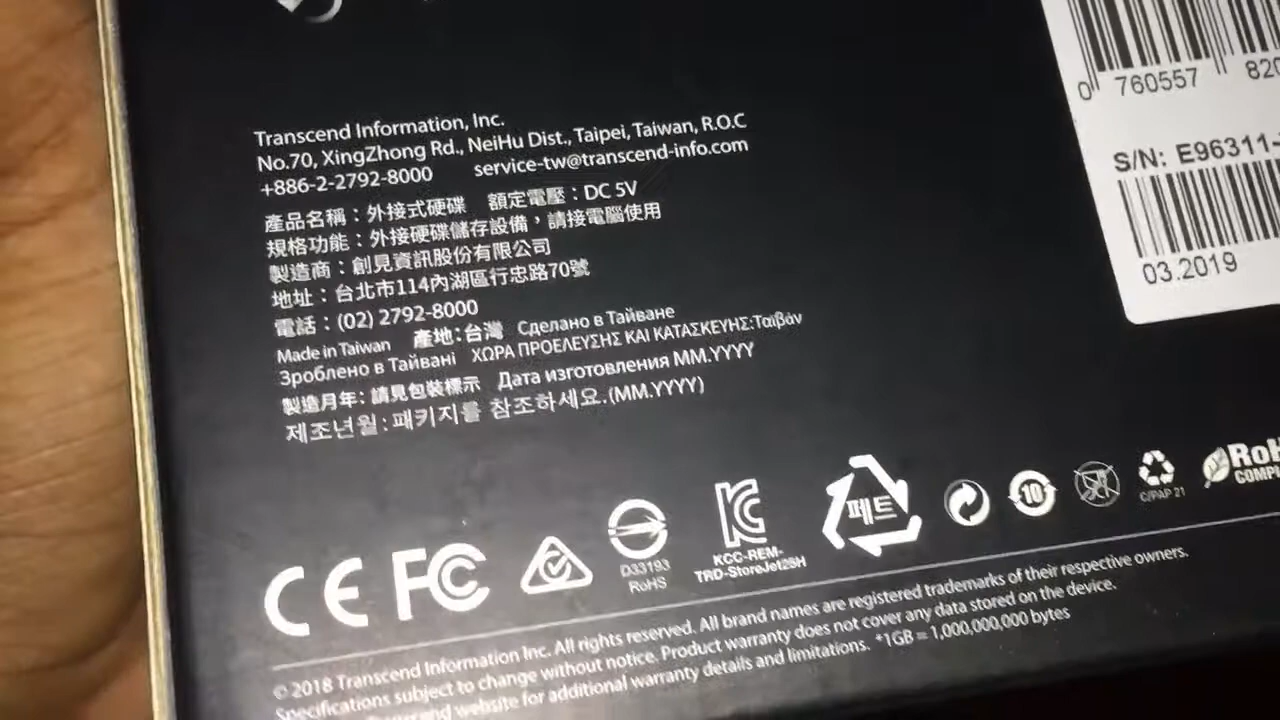 Transcend Information, Inc.
No.70, XingZhong Rd., NeiHu Dist., Taipei, Taiwan, R.O.C
+886-2-2792-8000 service-tw@transcend-info.com
產品名稱：外接式硬碟 額定電壓：DC 5V
規格功能：外接硬碟儲存設備，請接電腦使用
製造商：創見資訊股份有限公司
地址：台北市114內湖區行忠路70號
電話：(02) 2792-8000
Made in Taiwan 產地:台灣 Сделано в Тайване
Зроблено в Тайвані ΧΩΡΑ ΠΡΟΕΛΕΥΣΗΣ ΚΑΙ ΚΑΤΑΣΚΕΥΗΣ:Ταϊβάν
製造月年: 請見包裝標示 Дата изготовления MM.YYYY
제조년월:패키지를 참조하세요.(MM.YYYY)
0 760557 820
S/N: E96311-
03.2019
CE FC
D33193
RoHS
KC
KCC-REM-
TRD-StoreJet25H
페트
10
C/PAP 21
RoH
COMPLI
© 2018 Transcend Information Inc. All rights reserved. All brand names are registered trademarks of their respective owners.
Specifications subject to change without notice. Product warranty does not cover any data stored on the device.
website for additional warranty details and limitations. *1GB = 1,000,000,000 bytes